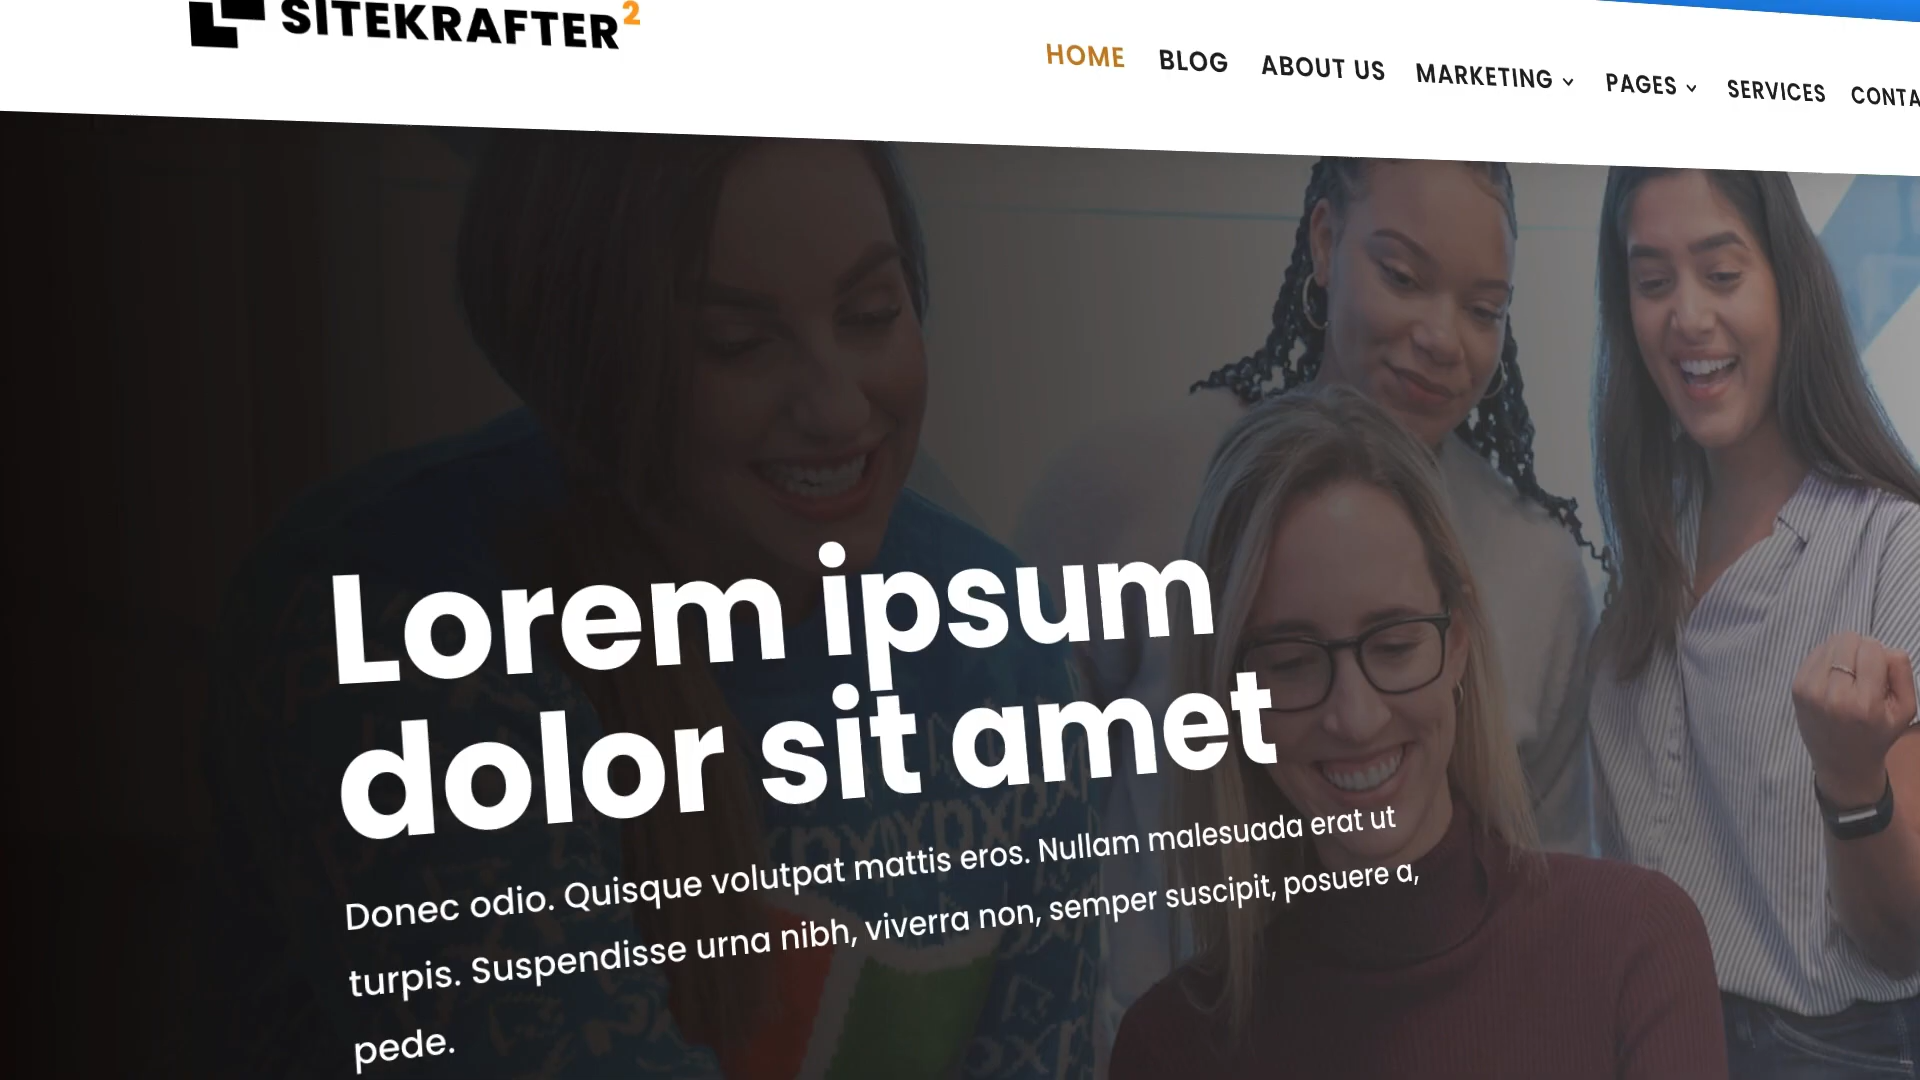 SITEKRAFTER²
HOME BLOG ABOUT US MARKETING PAGES SERVICES CONTA
Lorem ipsum
dolor sit amet
Donec odio. Quisque volutpat mattis eros. Nullam malesuada erat ut
turpis. Suspendisse urna nibh, viverra non, semper suscipit, posuere a,
pede.